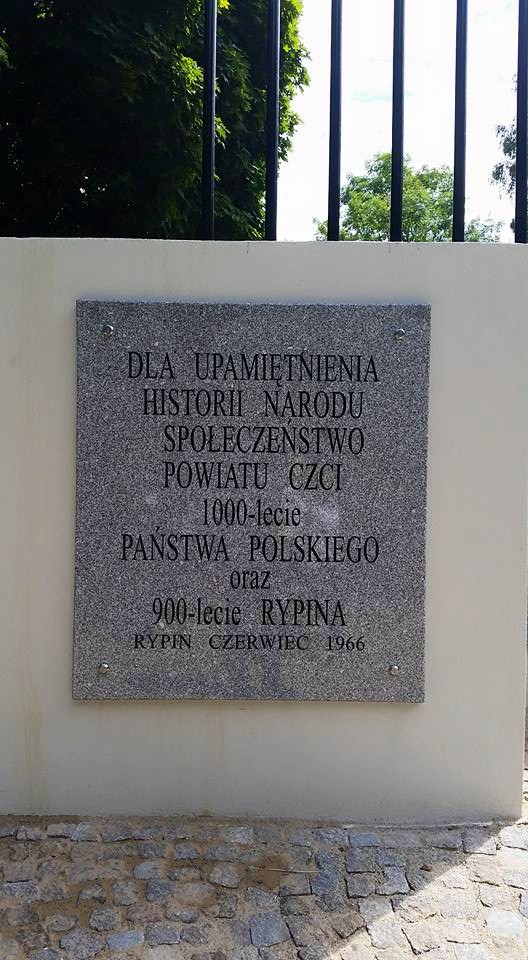 DLA UPAMIĘTNIENIA
HISTORII NARODU
SPOŁECZEŃSTWO
POWIATU CZCI
1000-lecie
PAŃSTWA POLSKIEGO
oraz
900-lecie RYPINA
RYPIN CZERWIEC 1966